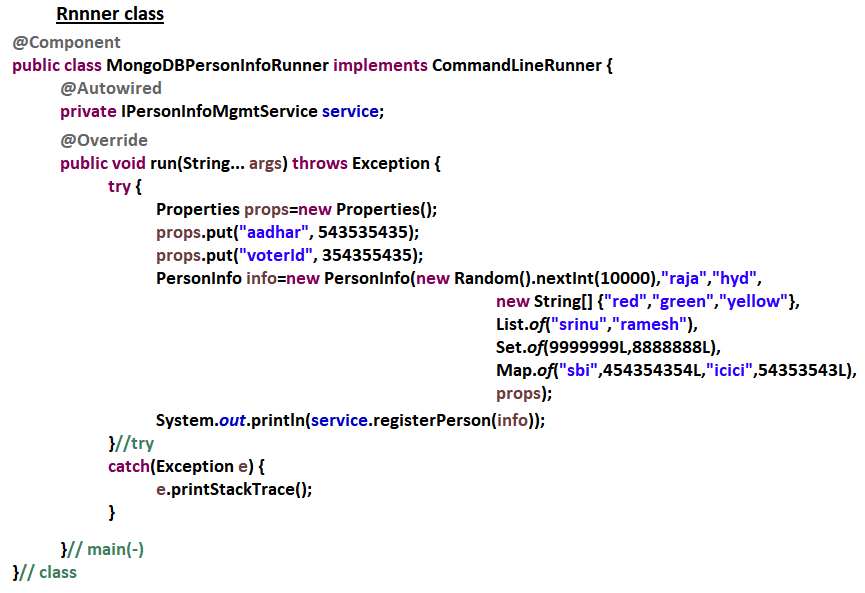 Rnnner class
@Component
public class MongoDBPersonInfoRunner implements CommandLineRunner {
@Autowired
private IPersonInfoMgmtService service;
@Override
public void run(String... args) throws Exception {
try {
Properties props=new Properties();
props.put("aadhar", 543535435);
props.put("voterId", 354355435);
PersonInfo info=new PersonInfo(new Random().nextInt(10000),"raja","hyd",
new String[] {"red","green","yellow"},
List.of("srinu","ramesh"),
Set.of(9999999L,8888888L),
Map.of("sbi",454354354L,"icici",54353543L),
props);
System.out.println(service.registerPerson(info));
}//try
catch(Exception e) {
e.printStackTrace();
}
}// main(-)
}// class